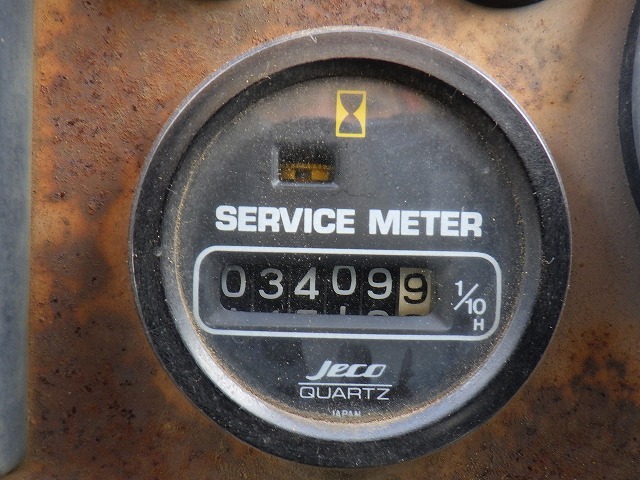 SERVICE METER
034099 1/10 H
Jeco
QUARTZ
JAPAN